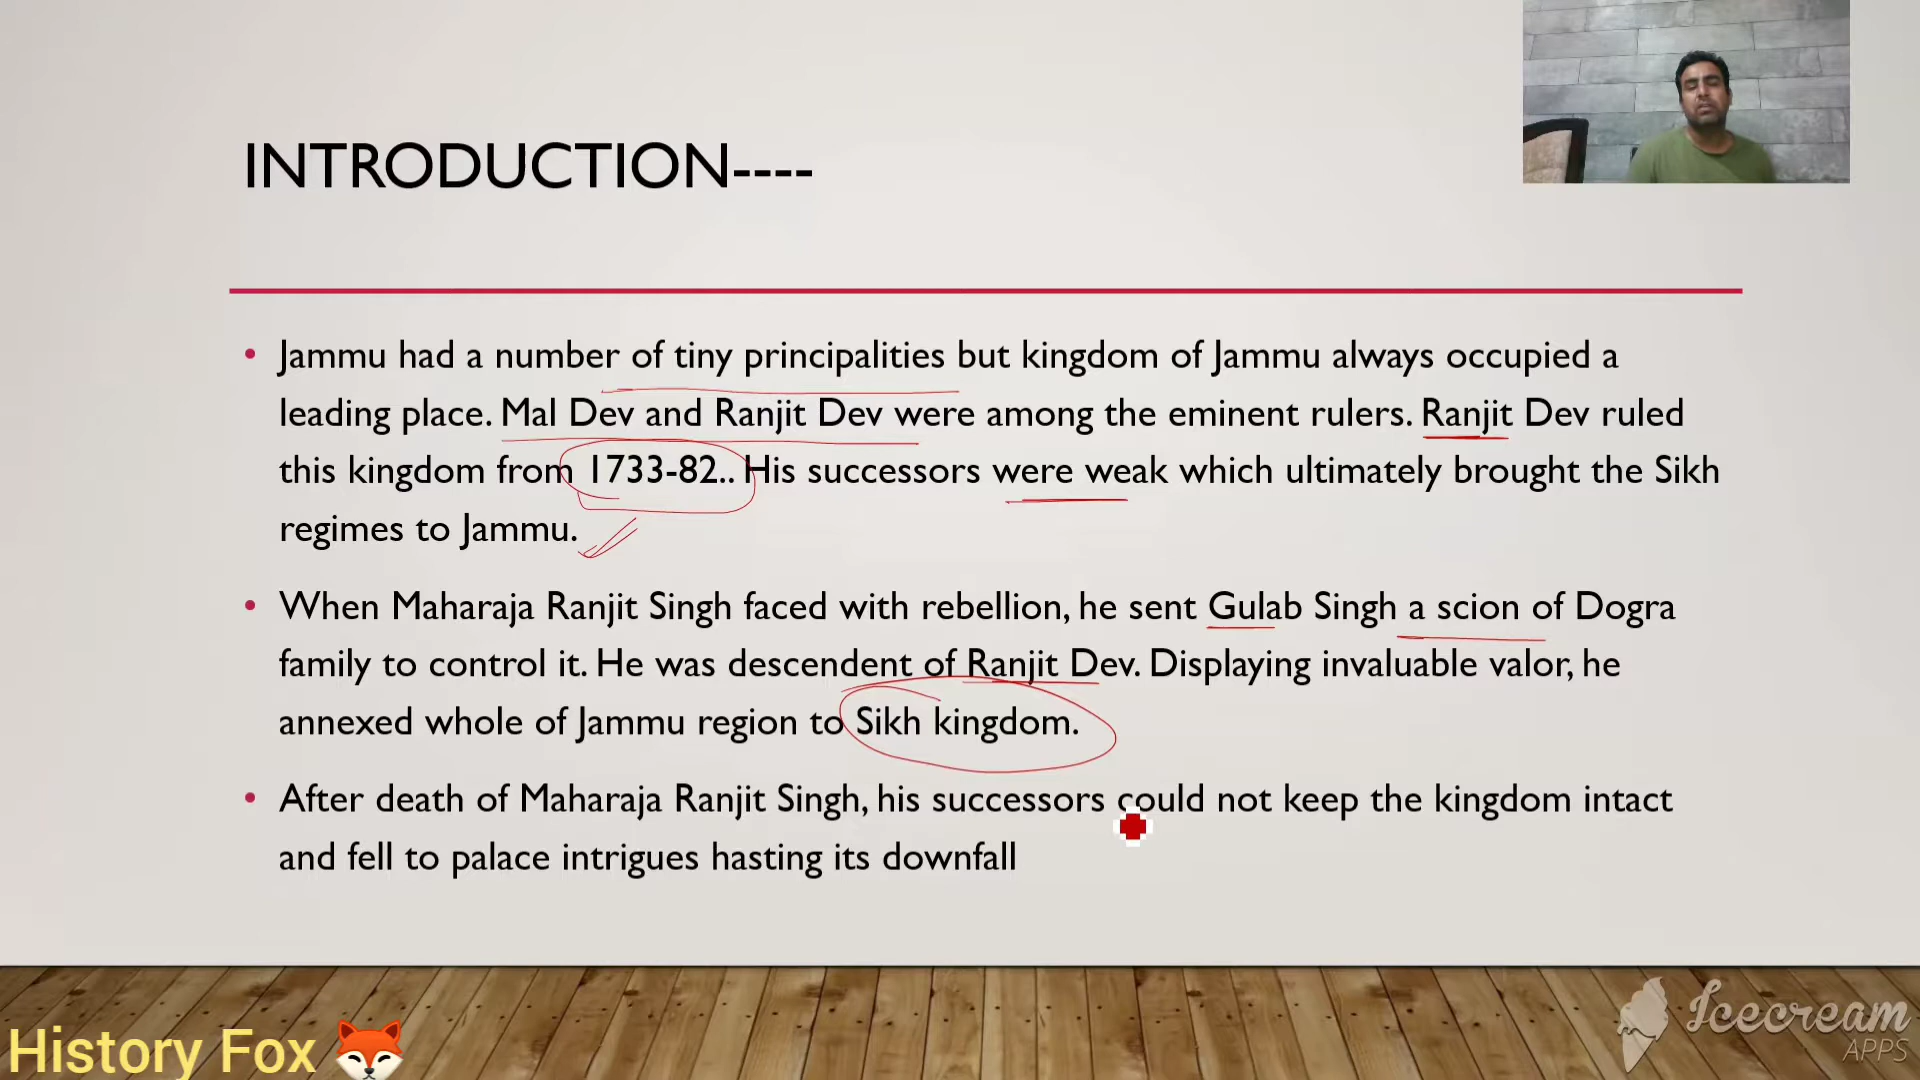 INTRODUCTION----
• Jammu had a number of tiny principalities but kingdom of Jammu always occupied a
leading place. Mal Dev and Ranjit Dev were among the eminent rulers. Ranjit Dev ruled
this kingdom from 1733-82.. His successors were weak which ultimately brought the Sikh
regimes to Jammu.
• When Maharaja Ranjit Singh faced with rebellion, he sent Gulab Singh a scion of Dogra
family to control it. He was descendent of Ranjit Dev. Displaying invaluable valor, he
annexed whole of Jammu region to Sikh kingdom.
• After death of Maharaja Ranjit Singh, his successors could not keep the kingdom intact
and fell to palace intrigues hasting its downfall
History Fox
Icecream
APPS